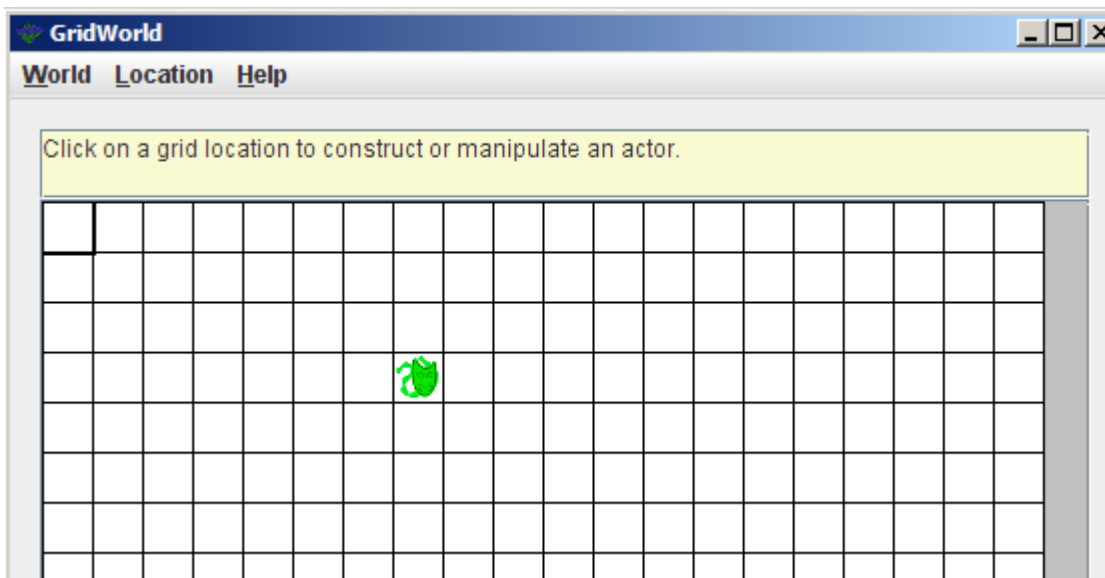 GridWorld
World Location Help
Click on a grid location to construct or manipulate an actor.